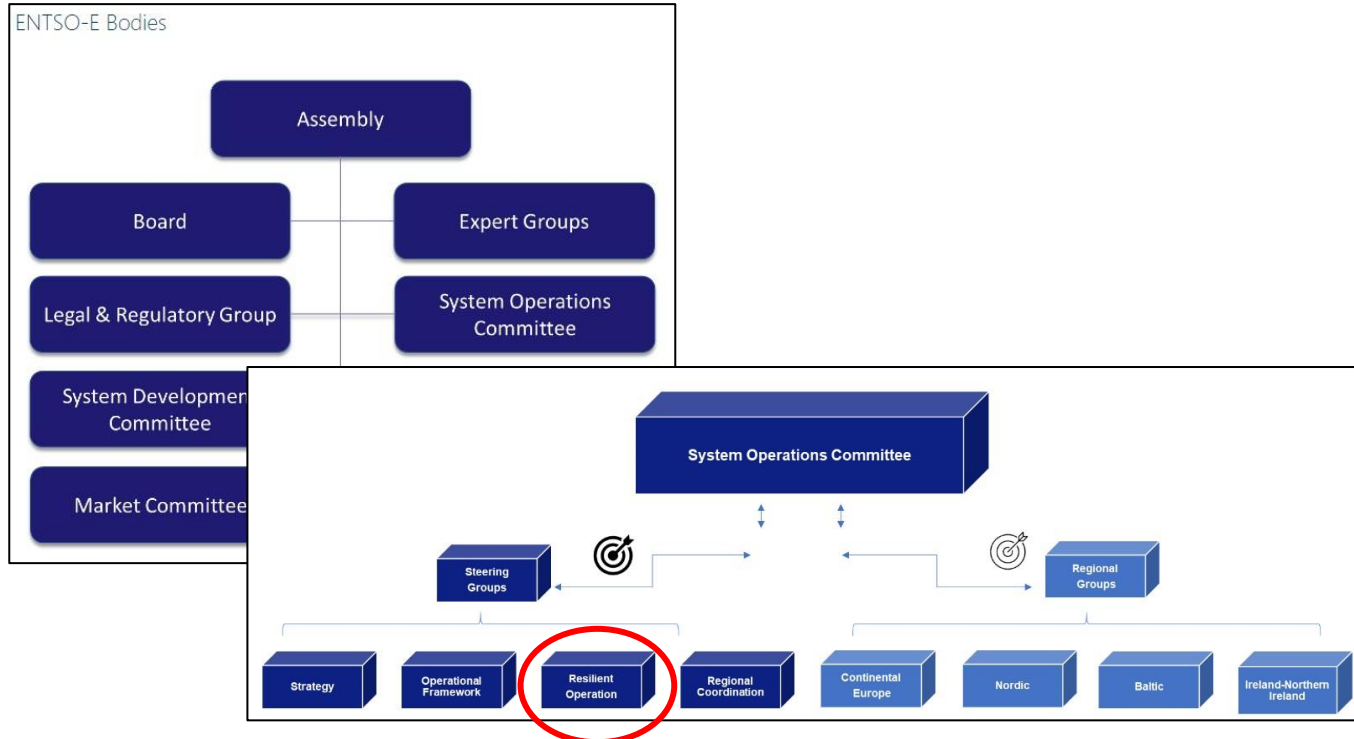 ENTSO-E Bodies
Assembly
Board
Expert Groups
Legal & Regulatory Group
System Operations
Committee
System Developmen
Committee
Market Committee
System Operations Committee
Steering
Groups
Regional
Groups
Strategy
Operational
Framework
Resilient
Operation
Regional
Coordination
Continental
Europe
Nordic
Baltic
Ireland-Northern
Ireland